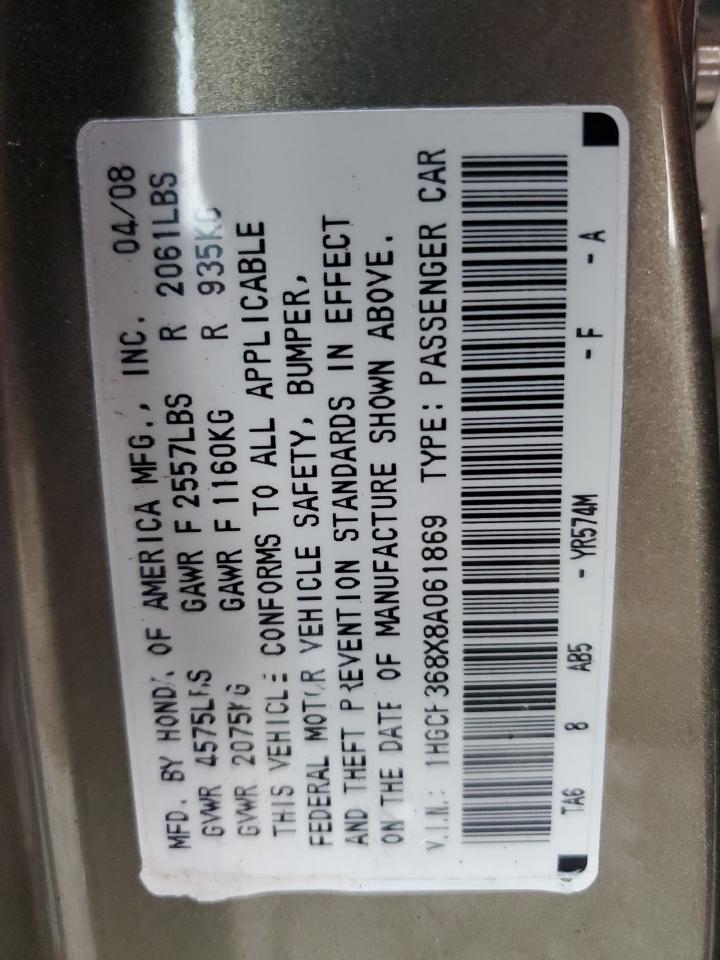 MFD. BY HONDA OF AMERICA MFG., INC. 04/08
GVWR 4575LBS GAWR F 2557LBS R 2061LBS
GVWR 2075KG GAWR F 1160KG R 935KG
THIS VEHICLE CONFORMS TO ALL APPLICABLE
FEDERAL MOTOR VEHICLE SAFETY, BUMPER,
AND THEFT PREVENTION STANDARDS IN EFFECT
ON THE DATE OF MANUFACTURE SHOWN ABOVE.
V.I.N.: 1HGCP368X8A061869 TYPE: PASSENGER CAR
TA6 8 AB5 - YR574M - F - A